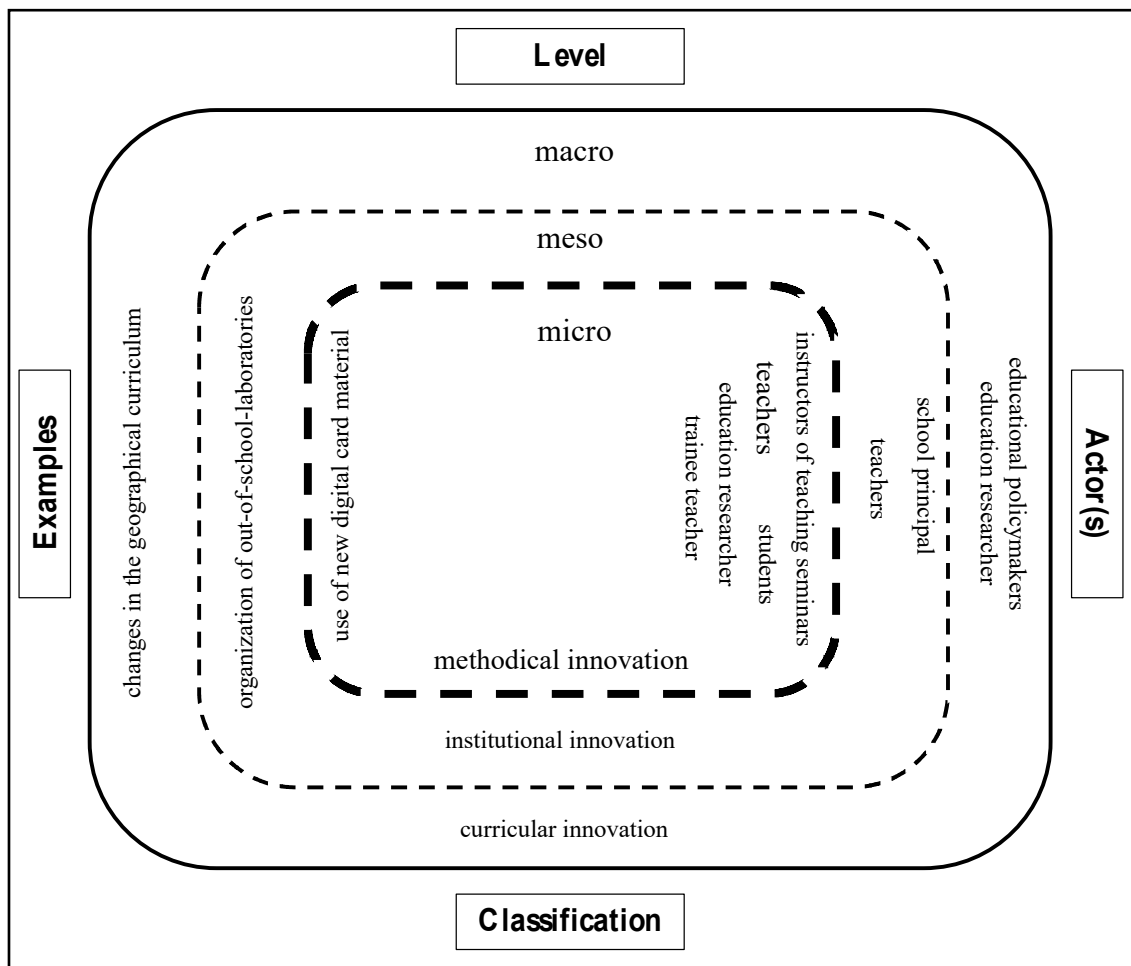 Level
macro
meso
micro
Examples
changes in the geographical curriculum
organization of out-of-school-laboratories
use of new digital card material
instructors of teaching seminars
teachers
students
education researcher
trainee teacher
teachers
school principal
educational policymakers
education researcher
Actor(s)
methodical innovation
institutional innovation
curricular innovation
Classification